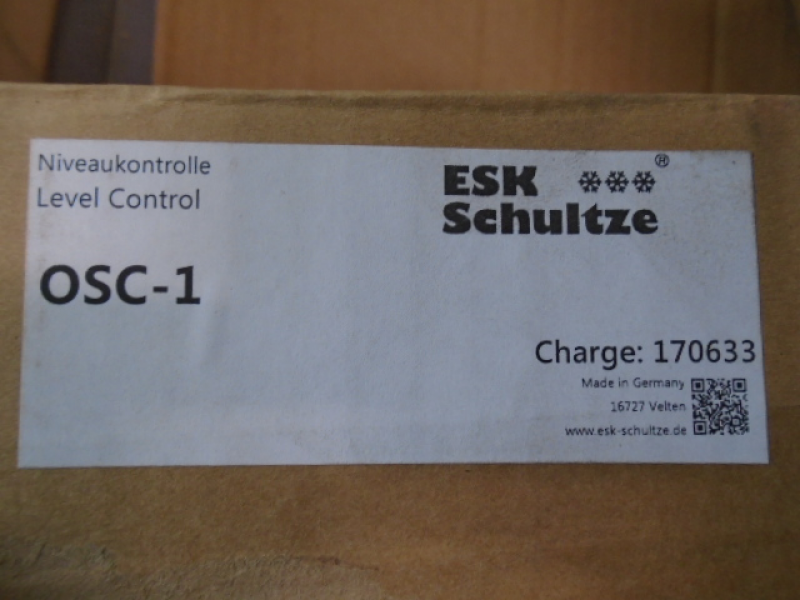 Niveaukontrolle
Level Control
OSC-1
ESK
Schultze
®
Charge: 170633
Made in Germany
16727 Velten
www.esk-schultze.de